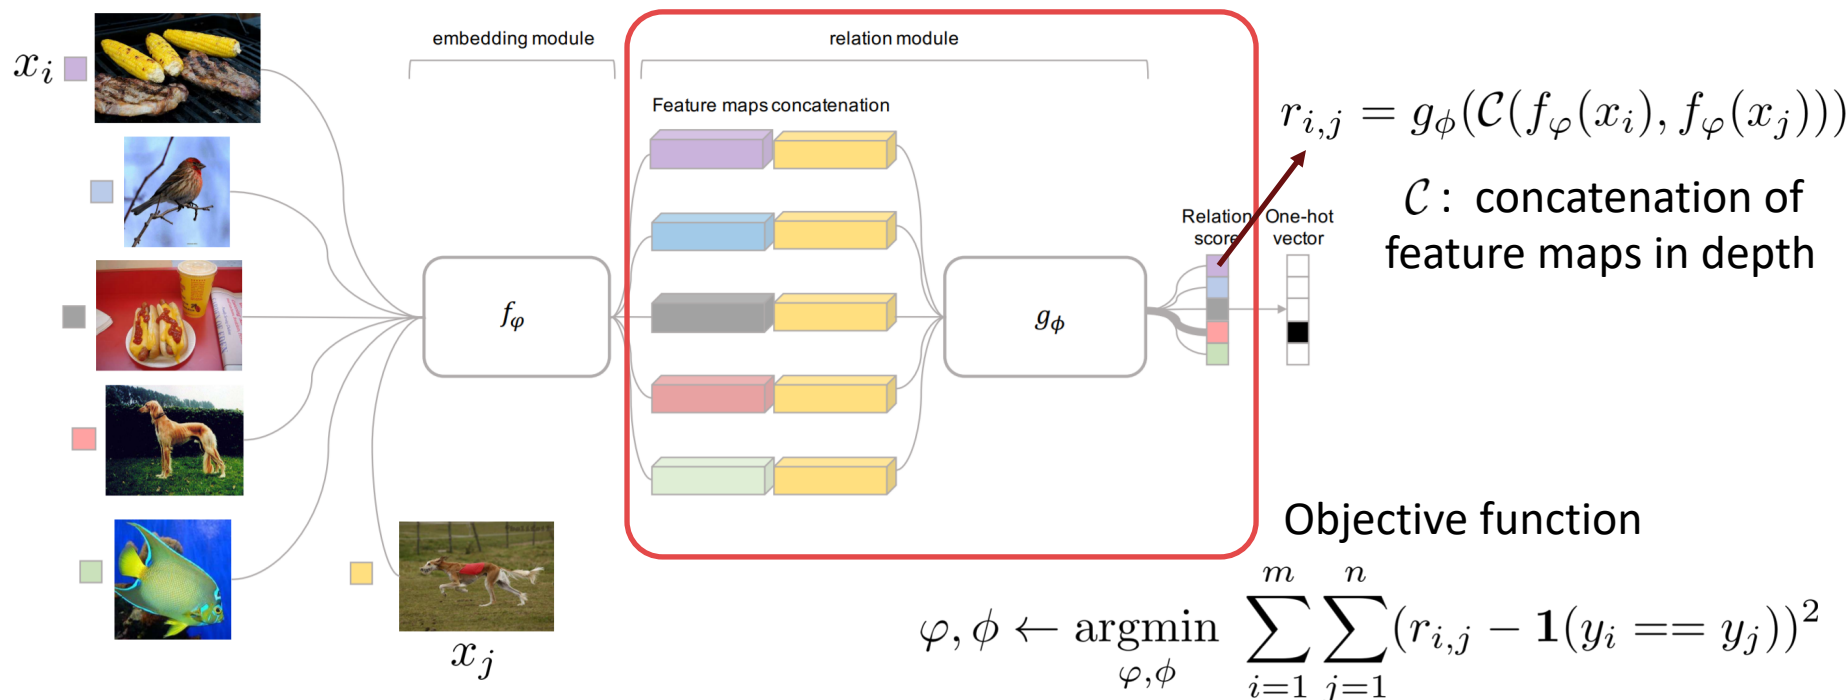 embedding module
relation module
x_i
Feature maps concatenation
r_{i,j} = g_ϕ(C(f_φ(x_i), f_φ(x_j)))
C : concatenation of
feature maps in depth
Relation
score
One-hot
vector
f_φ
g_ϕ
x_j
Objective function
φ, ϕ ← argmin_{φ,ϕ} ∑_{i=1}^{m} ∑_{j=1}^{n} (r_{i,j} − 1(y_i == y_j))^2